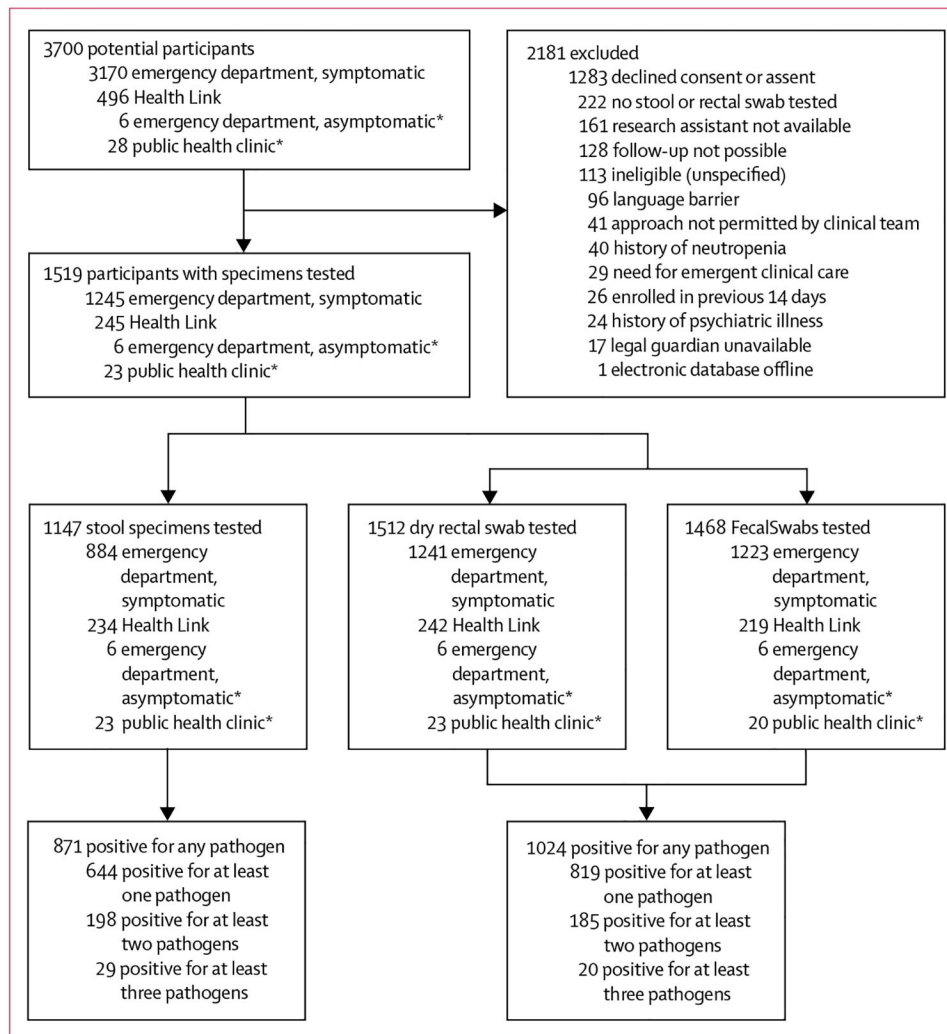 3700 potential participants
3170 emergency department, symptomatic
496 Health Link
6 emergency department, asymptomatic*
28 public health clinic*
2181 excluded
1283 declined consent or assent
222 no stool or rectal swab tested
161 research assistant not available
128 follow-up not possible
113 ineligible (unspecified)
96 language barrier
41 approach not permitted by clinical team
40 history of neutropenia
29 need for emergent clinical care
26 enrolled in previous 14 days
24 history of psychiatric illness
17 legal guardian unavailable
1 electronic database offline
1519 participants with specimens tested
1245 emergency department, symptomatic
245 Health Link
6 emergency department, asymptomatic*
23 public health clinic*
1147 stool specimens tested
884 emergency
department,
symptomatic
234 Health Link
6 emergency
department,
asymptomatic*
23 public health clinic*
1512 dry rectal swab tested
1241 emergency
department,
symptomatic
242 Health Link
6 emergency
department,
asymptomatic*
23 public health clinic*
1468 FecalSwabs tested
1223 emergency
department,
symptomatic
219 Health Link
6 emergency
department,
asymptomatic*
20 public health clinic*
871 positive for any pathogen
644 positive for at least
one pathogen
198 positive for at least
two pathogens
29 positive for at least
three pathogens
1024 positive for any pathogen
819 positive for at least
one pathogen
185 positive for at least
two pathogens
20 positive for at least
three pathogens